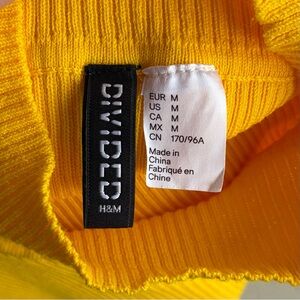 DIVIDED
H&M
EUR M
US M
CA M
MX M
CN 170/96A
Made in
China
Fabriqué en
Chine